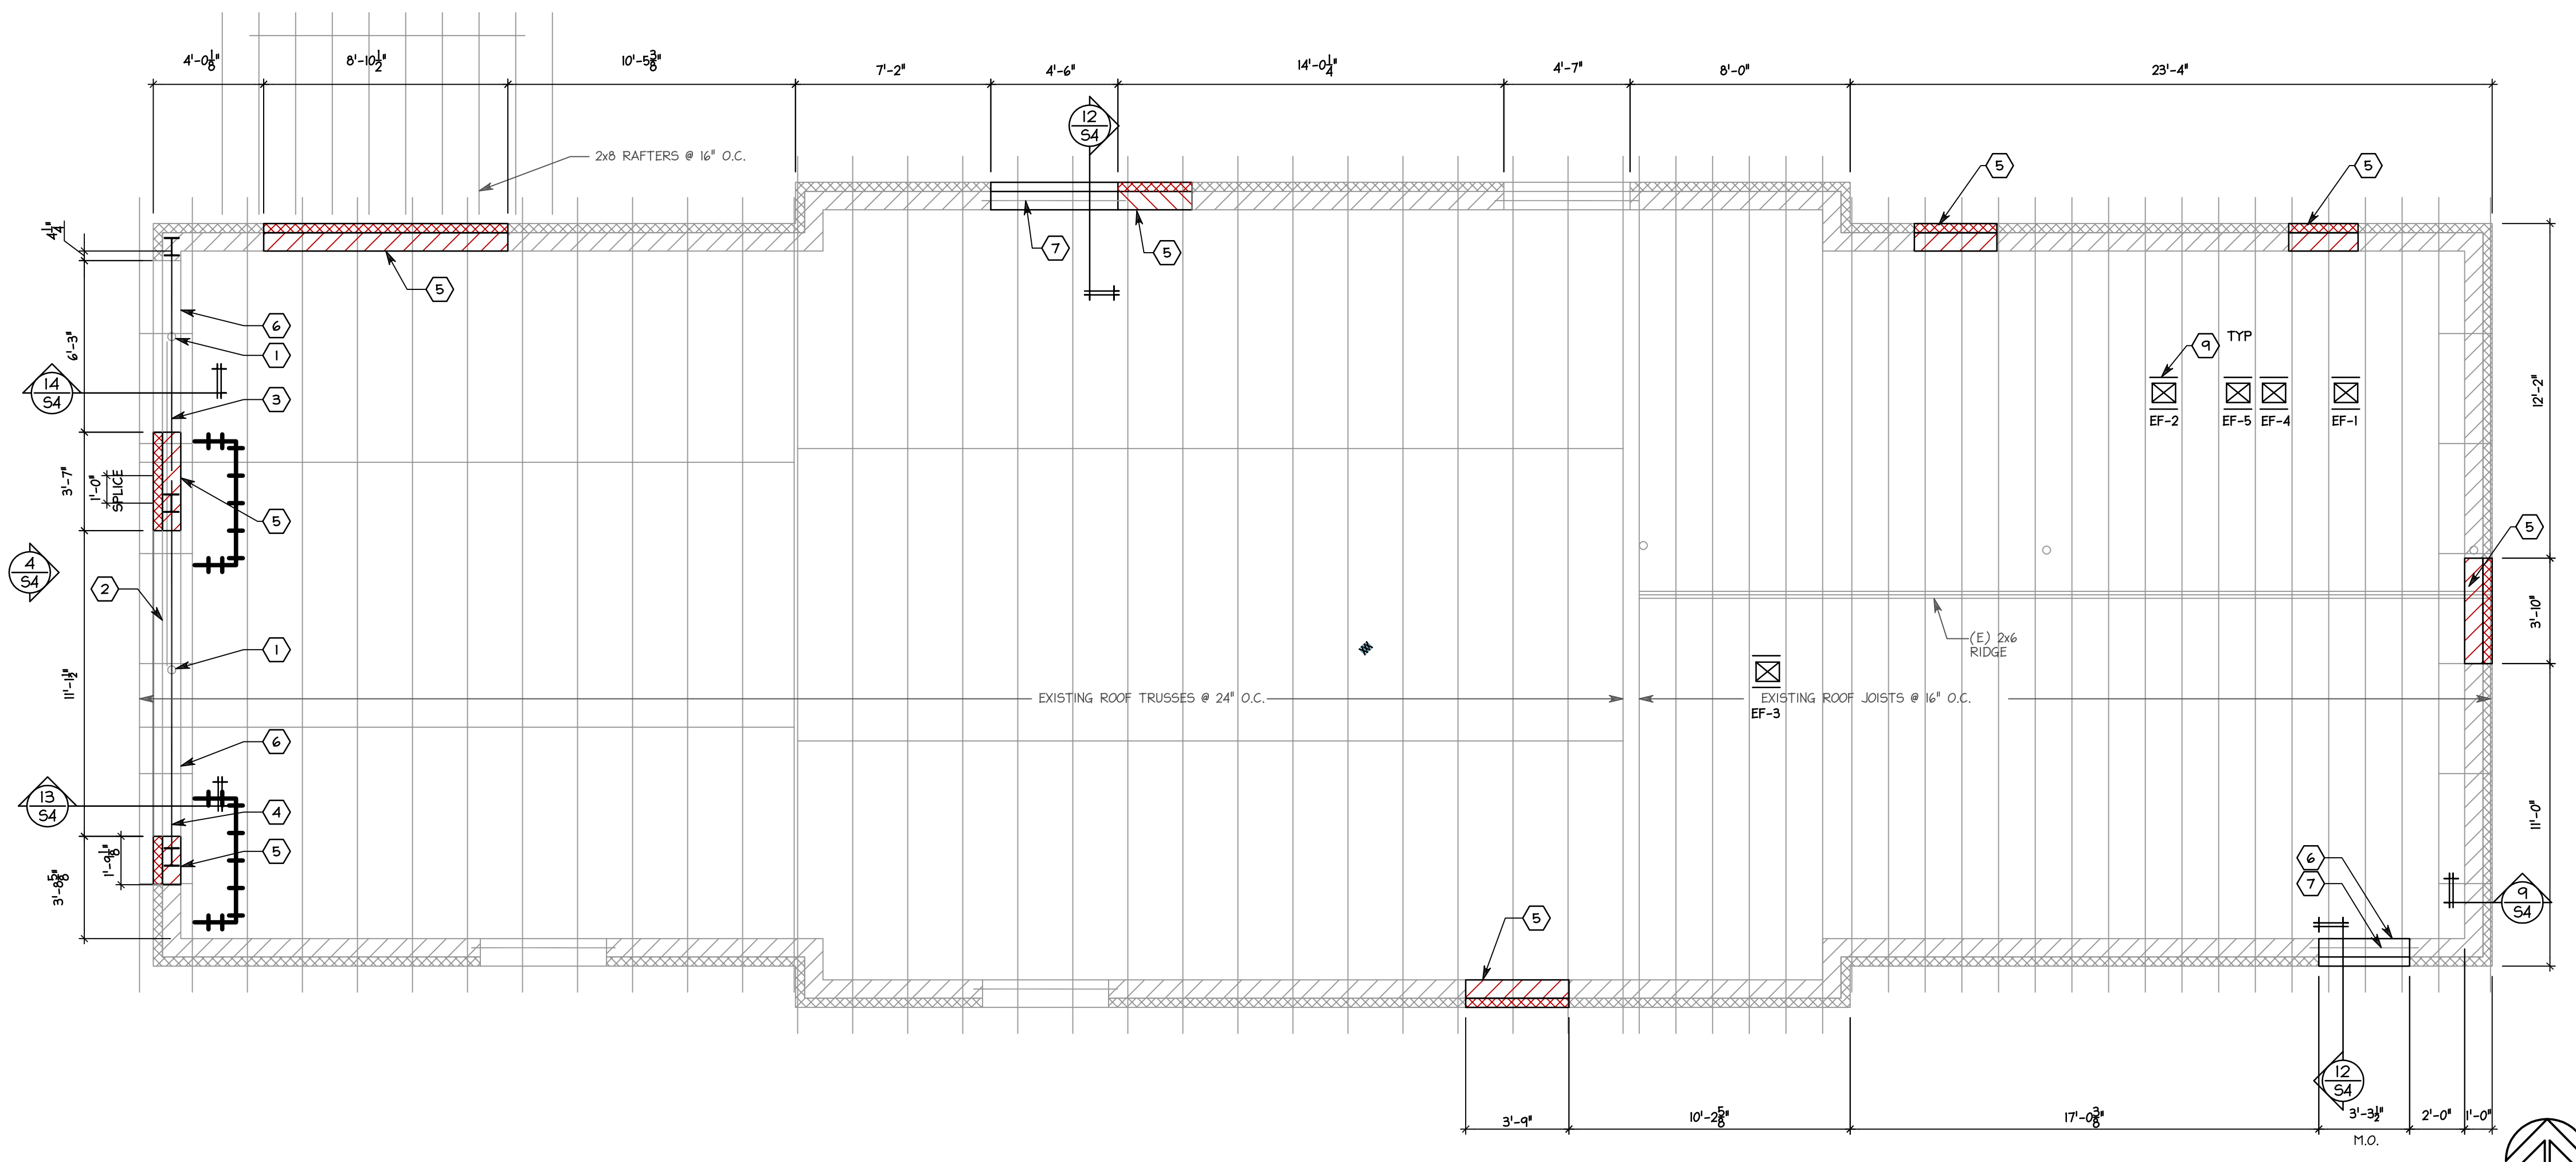 4'-0 1/8"
8'-10 1/2"
10'-5 3/8"
7'-2"
4'-6"
14'-0 1/4"
4'-7"
8'-0"
23'-4"
12
S4
2x8 RAFTERS @ 16" O.C.
5
5
4 1/4"
7
5
5
6
1
6'-3"
14
S4
3
9
TYP
EF-2
EF-5
EF-4
EF-1
12'-2"
3'-7"
1'-0"
SPLICE
5
5
4
S4
2
1
3'-10"
(E) 2x6
RIDGE
11'-1 1/2"
EXISTING ROOF TRUSSES @ 24" O.C.
EXISTING ROOF JOISTS @ 16" O.C.
EF-3
6
13
S4
4
5
1'-9 1/8"
3'-8 5/8"
11'-0"
6
7
9
S4
5
12
S4
3'-9"
10'-2 5/8"
17'-0 3/8"
3'-3 1/2"
M.O.
2'-0"
1'-0"